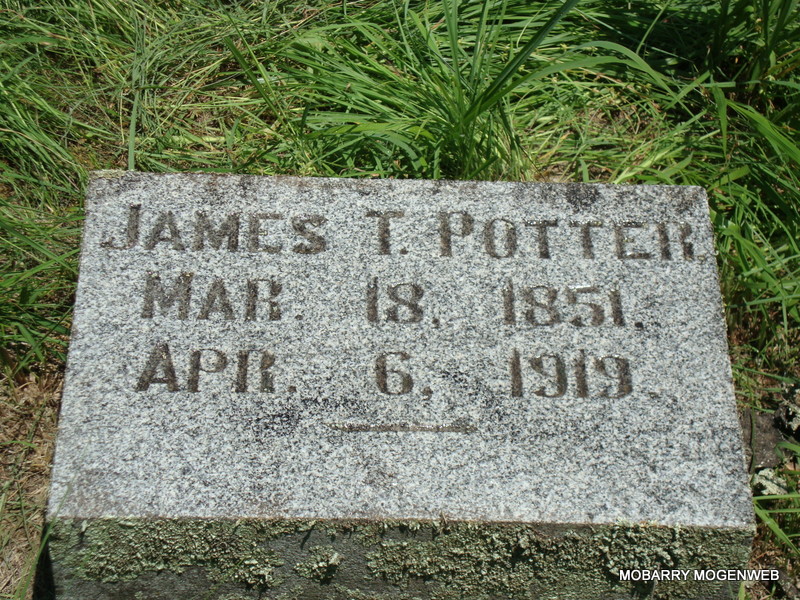 JAMES T. POTTER.
MAR. 18, 1851.
APR. 6, 1919.
MOBARRY MOGENWEB